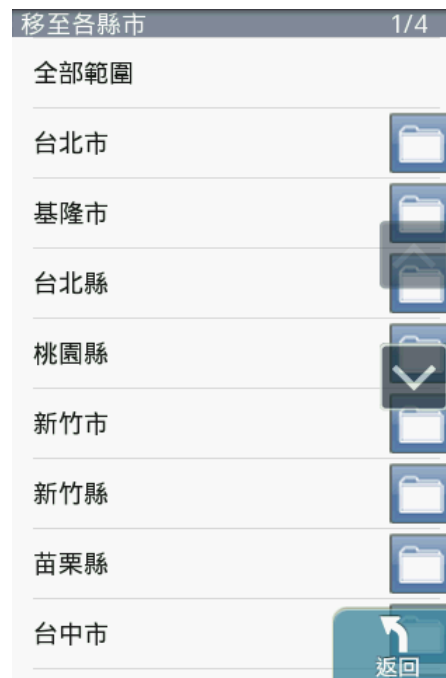 移至各縣市 1/4
全部範圍
台北市
基隆市
台北縣
桃園縣
新竹市
新竹縣
苗栗縣
台中市
返回